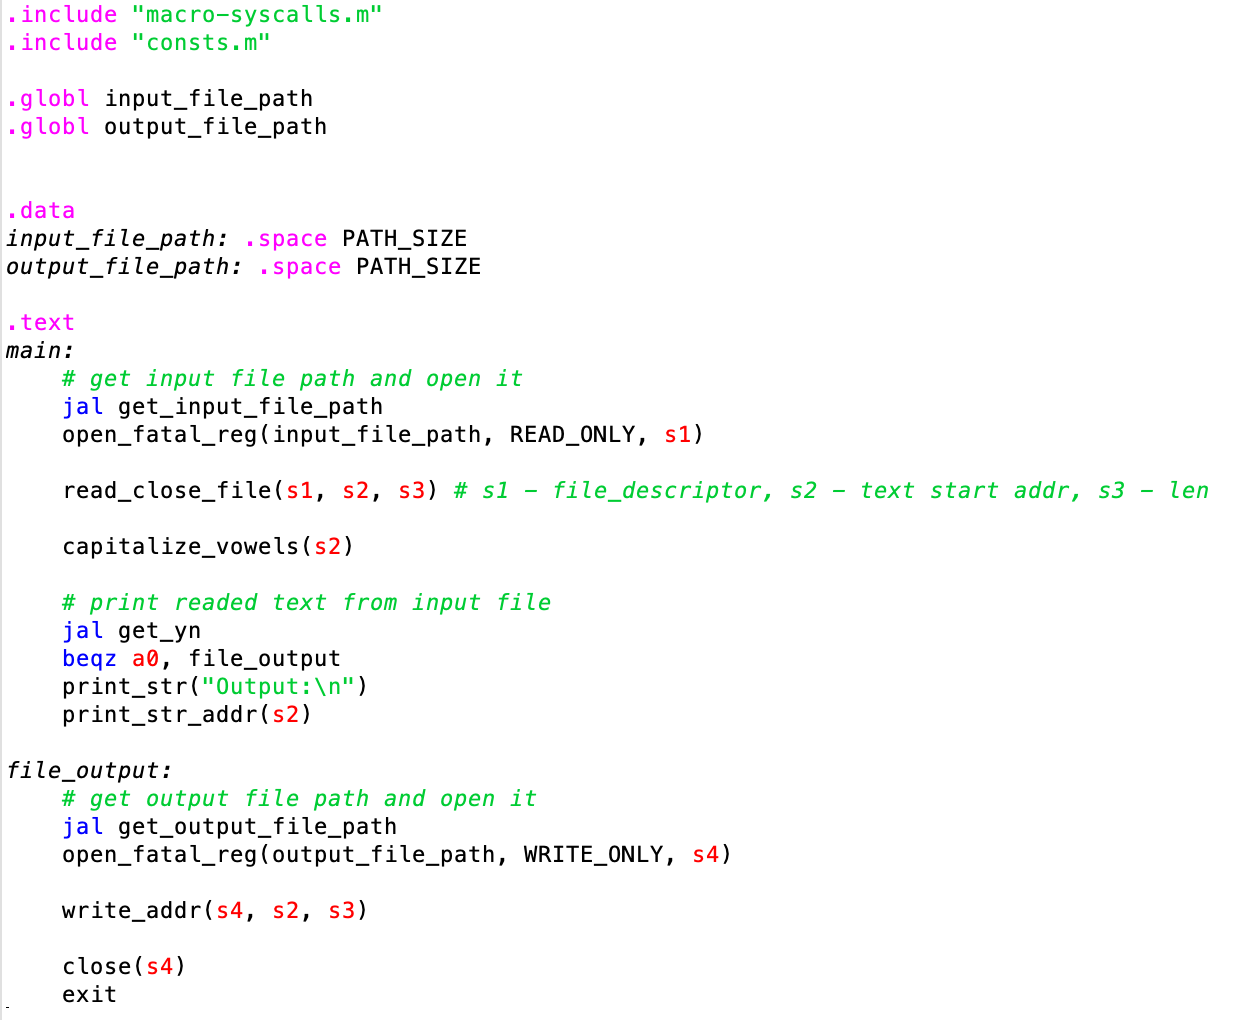 .include "macro-syscalls.m"
.include "consts.m"

.globl input_file_path
.globl output_file_path

.data
input_file_path: .space PATH_SIZE
output_file_path: .space PATH_SIZE

.text
main:
    # get input file path and open it
    jal get_input_file_path
    open_fatal_reg(input_file_path, READ_ONLY, s1)

    read_close_file(s1, s2, s3) # s1 - file_descriptor, s2 - text start addr, s3 - len

    capitalize_vowels(s2)

    # print readed text from input file
    jal get_yn
    beqz a0, file_output
    print_str("Output:\n")
    print_str_addr(s2)

file_output:
    # get output file path and open it
    jal get_output_file_path
    open_fatal_reg(output_file_path, WRITE_ONLY, s4)

    write_addr(s4, s2, s3)

    close(s4)
    exit